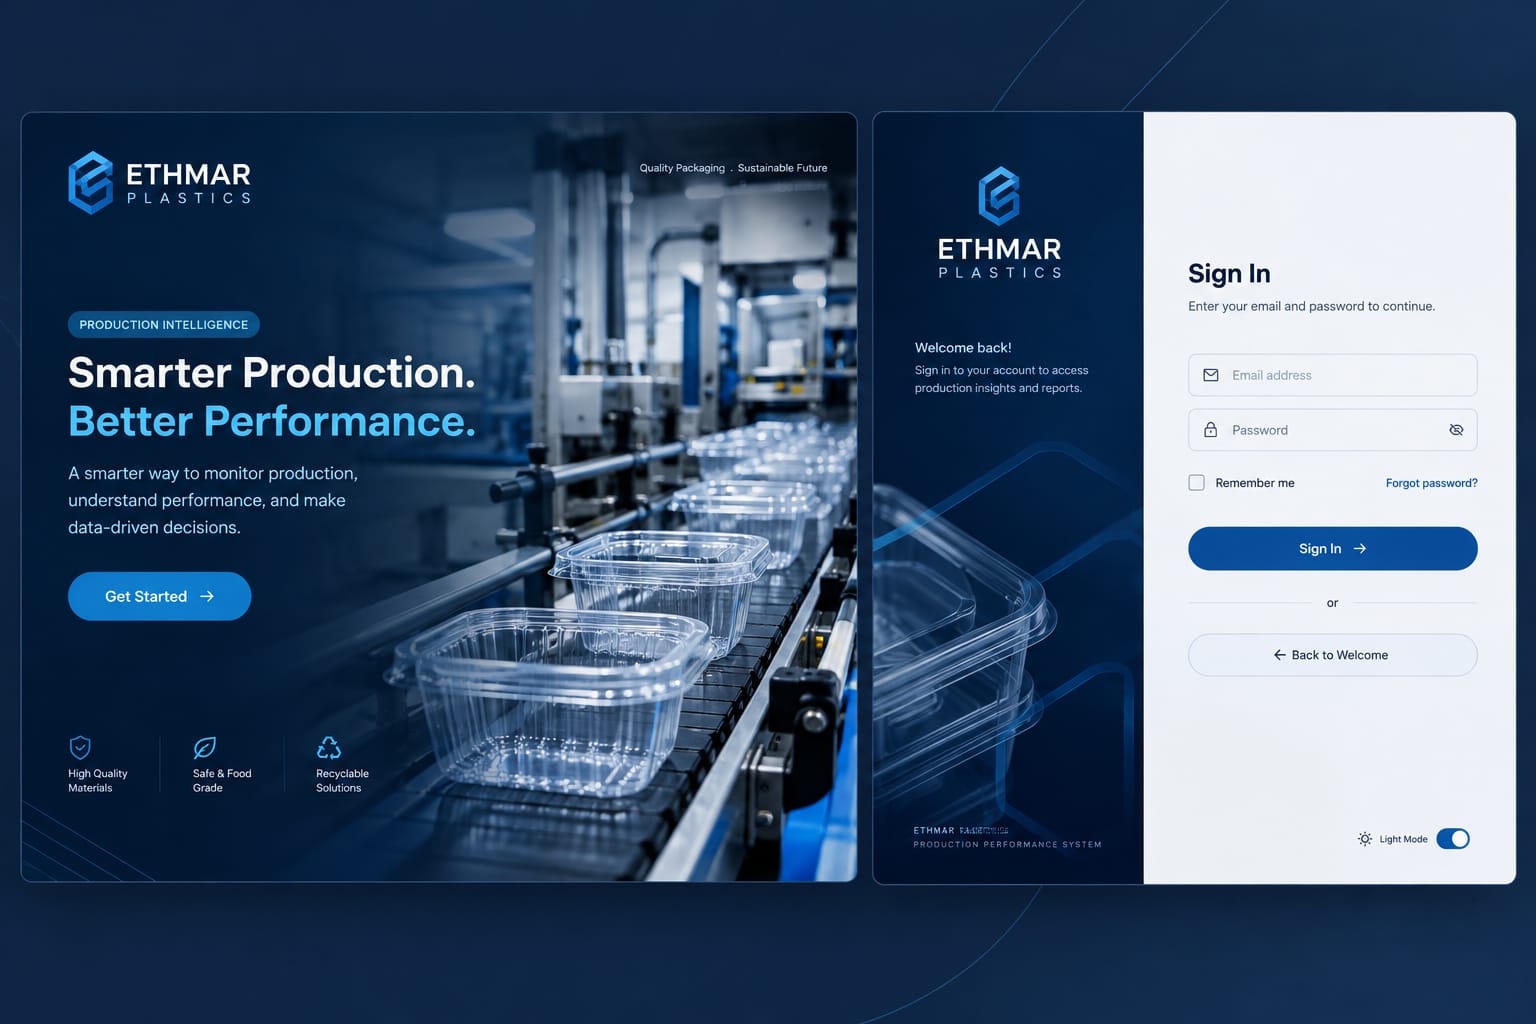 ETHMAR
PLASTICS
Quality Packaging . Sustainable Future
PRODUCTION INTELLIGENCE
Smarter Production.
Better Performance.
A smarter way to monitor production,
understand performance, and make
data-driven decisions.
Get Started →
High Quality
Materials
Safe & Food
Grade
Recyclable
Solutions
ETHMAR
PLASTICS
Welcome back!
Sign in to your account to access
production insights and reports.
ETHMAR
PRODUCTION PERFORMANCE SYSTEM
Sign In
Enter your email and password to continue.
Email address
Password
Remember me
Forgot password?
Sign In →
or
← Back to Welcome
Light Mode